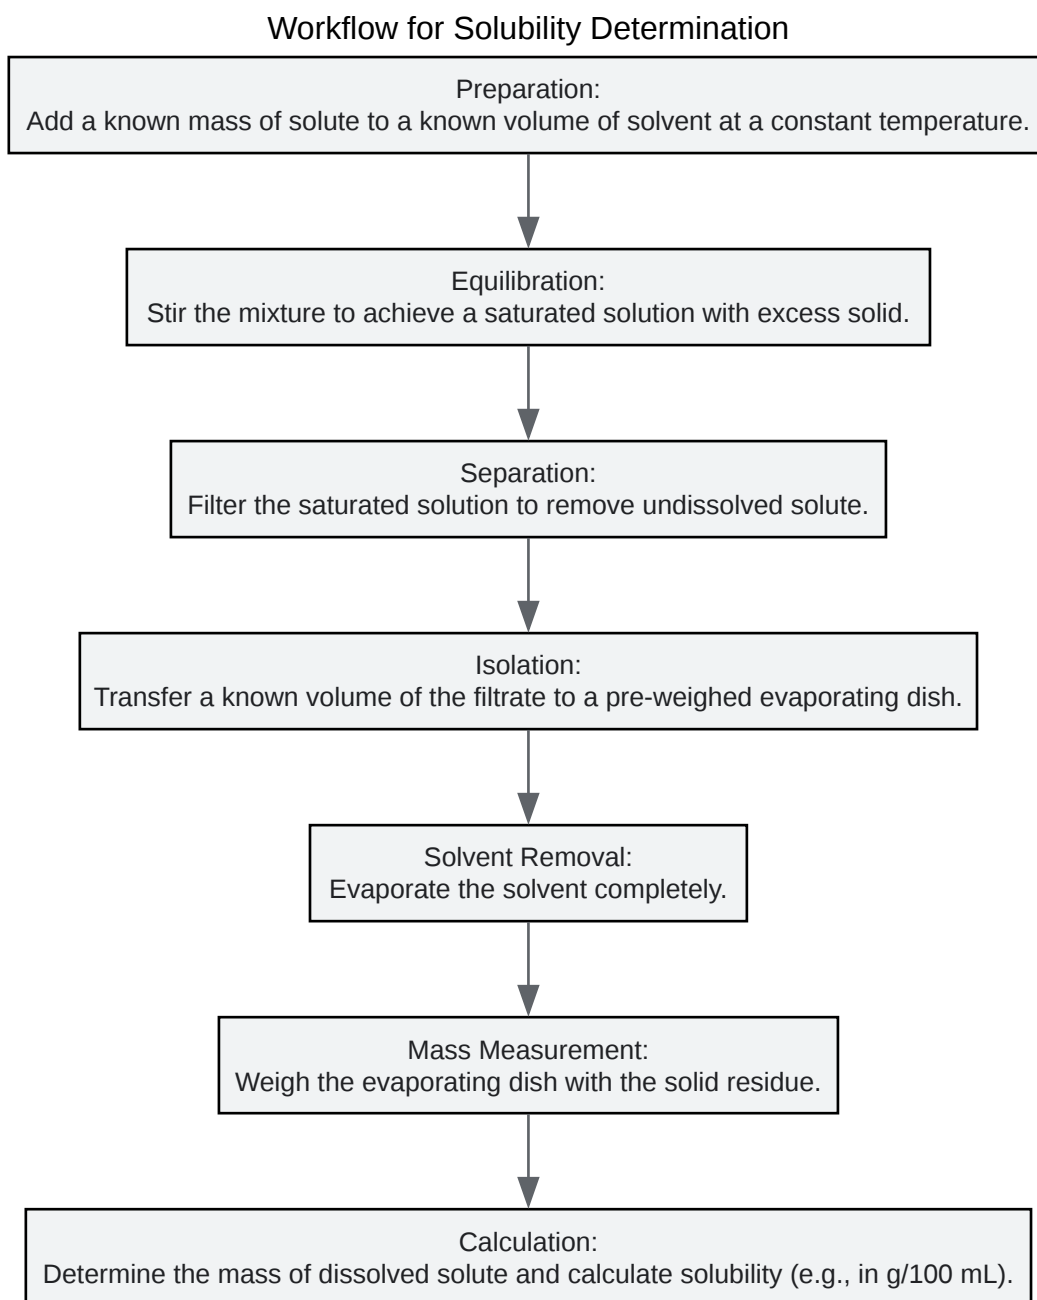 Workflow for Solubility Determination
Preparation:
Add a known mass of solute to a known volume of solvent at a constant temperature.
Equilibration:
Stir the mixture to achieve a saturated solution with excess solid.
Separation:
Filter the saturated solution to remove undissolved solute.
Isolation:
Transfer a known volume of the filtrate to a pre-weighed evaporating dish.
Solvent Removal:
Evaporate the solvent completely.
Mass Measurement:
Weigh the evaporating dish with the solid residue.
Calculation:
Determine the mass of dissolved solute and calculate solubility (e.g., in g/100 mL).